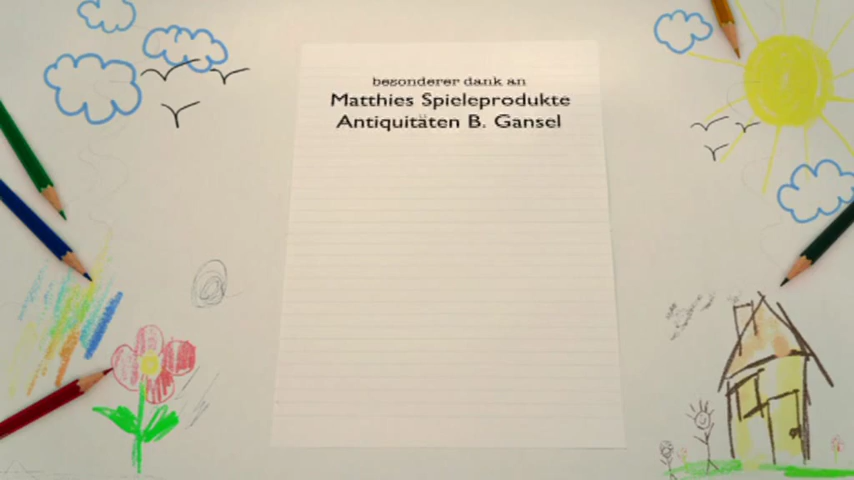 besonderer dank an
Matthies Spieleprodukte
Antiquitäten B. Gansel